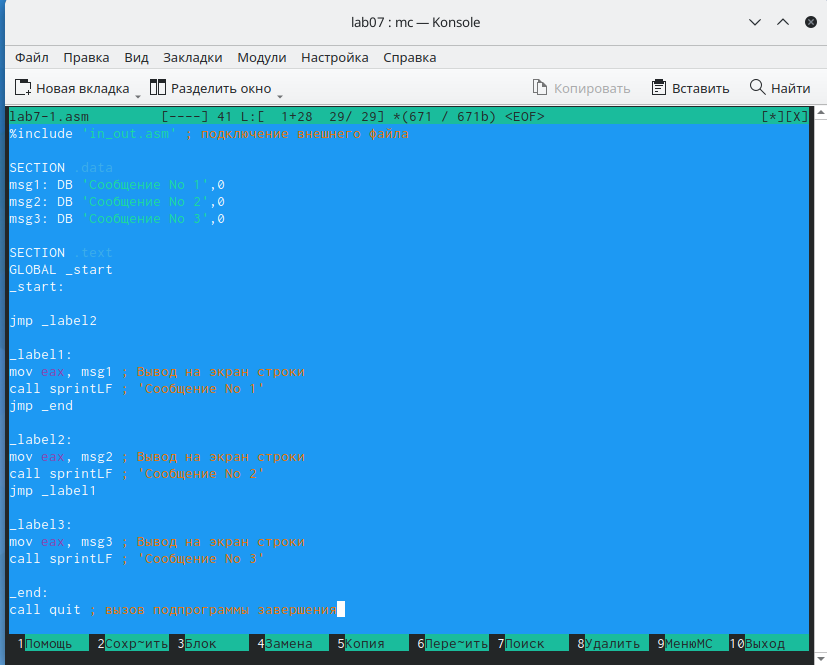 lab07 : mc — Konsole
Файл Правка Вид Закладки Модули Настройка Справка
Новая вкладка Разделить окно Копировать Вставить Найти
lab7-1.asm [----] 41 L:[ 1+28 29/ 29] *(671 / 671b) <EOF> [*][X]
%include 'in_out.asm' ; подключение внешнего файла
SECTION .data
msg1: DB 'Сообщение No 1',0
msg2: DB 'Сообщение No 2',0
msg3: DB 'Сообщение No 3',0
SECTION .text
GLOBAL _start
_start:
jmp _label2
_label1:
mov eax, msg1 ; Вывод на экран строки
call sprintLF ; 'Сообщение No 1'
jmp _end
_label2:
mov eax, msg2 ; Вывод на экран строки
call sprintLF ; 'Сообщение No 2'
jmp _label1
_label3:
mov eax, msg3 ; Вывод на экран строки
call sprintLF ; 'Сообщение No 3'
_end:
call quit ; вызов подпрограммы завершения
1Помощь 2Сохр~ить 3Блок 4Замена 5Копия 6Пере~ить 7Поиск 8Удалить 9МенюMC 10Выход